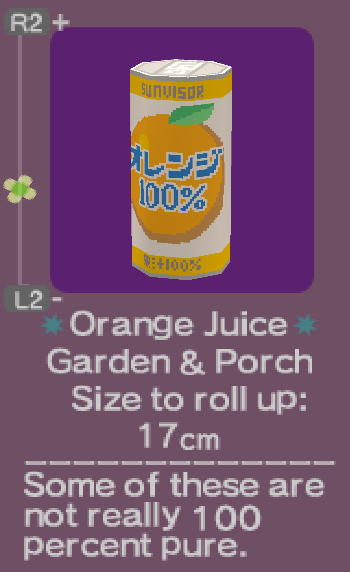 R2 +
SUNVISOR
オレンジ
100%
果汁100%
L2 -
Orange Juice
Garden & Porch
Size to roll up:
17cm
Some of these are
not really 100
percent pure.